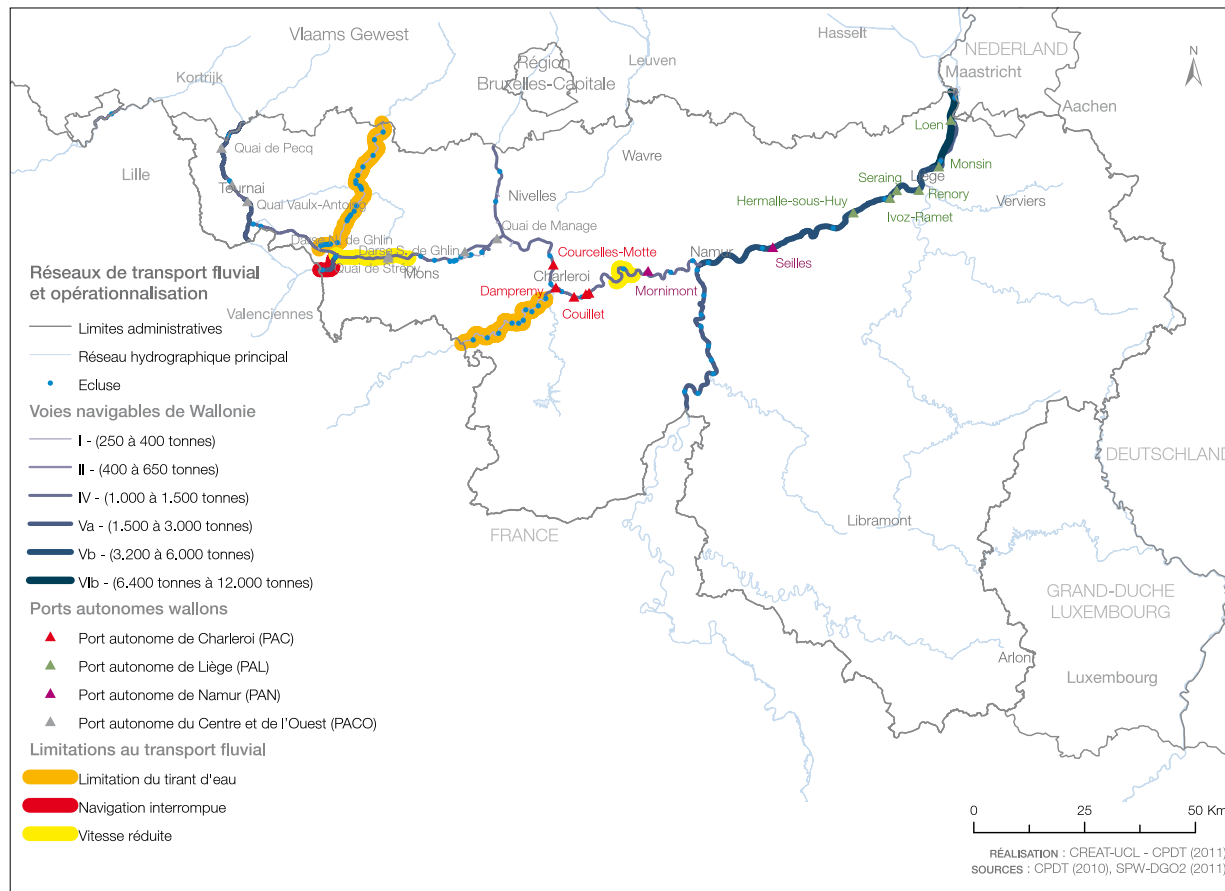 Vlaams Gewest
Hasselt
NEDERLAND
Maastricht
N
Leuven
Région
Bruxelles-Capitale
Kortrijk
Aachen
Loen
Quai de Pecq
Wavre
Lille
Monsin
Tournai
Seraing
Liège
Renory
Nivelles
Quai Vaulx-Antoing
Hermalle-sous-Huy
Ivoz-Ramet
Verviers
Quai de Manage
Darse N. de Ghlin
Darse S. de Ghlin
Courcelles-Motte
Namur
Seilles
Quai de Strépy
Mons
Charleroi
Dampremy
Mornimont
Couillet
Valenciennes
Réseaux de transport fluvial
et opérationnalisation
Limites administratives
Réseau hydrographique principal
Ecluse
Voies navigables de Wallonie
I - (250 à 400 tonnes)
II - (400 à 650 tonnes)
IV - (1.000 à 1.500 tonnes)
Va - (1.500 à 3.000 tonnes)
Vb - (3.200 à 6.000 tonnes)
VIb - (6.400 tonnes à 12.000 tonnes)
Ports autonomes wallons
Port autonome de Charleroi (PAC)
Port autonome de Liège (PAL)
Port autonome de Namur (PAN)
Port autonome du Centre et de l'Ouest (PACO)
Limitations au transport fluvial
Limitation du tirant d'eau
Navigation interrompue
Vitesse réduite
DEUTSCHLAND
Libramont
FRANCE
GRAND-DUCHE
LUXEMBOURG
Arlon
Luxembourg
0 25 50 Km
RÉALISATION : CREAT-UCL - CPDT (2011)
SOURCES : CPDT (2010), SPW-DGO2 (2011)